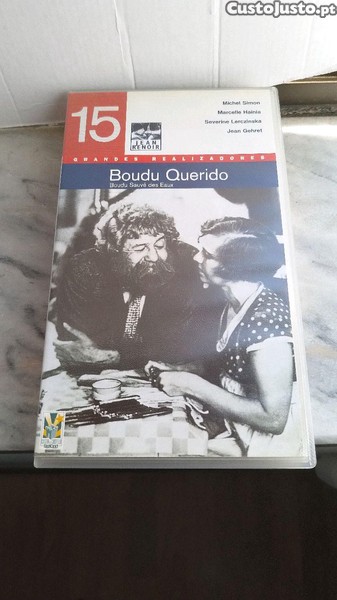 CustoJusto.pt
15
JEAN
RENOIR
Michel Simon
Marcelle Hainia
Severine Lerczinska
Jean Gehret
GRANDES REALIZADORES
Boudu Querido
Boudu Sauvé des Eaux